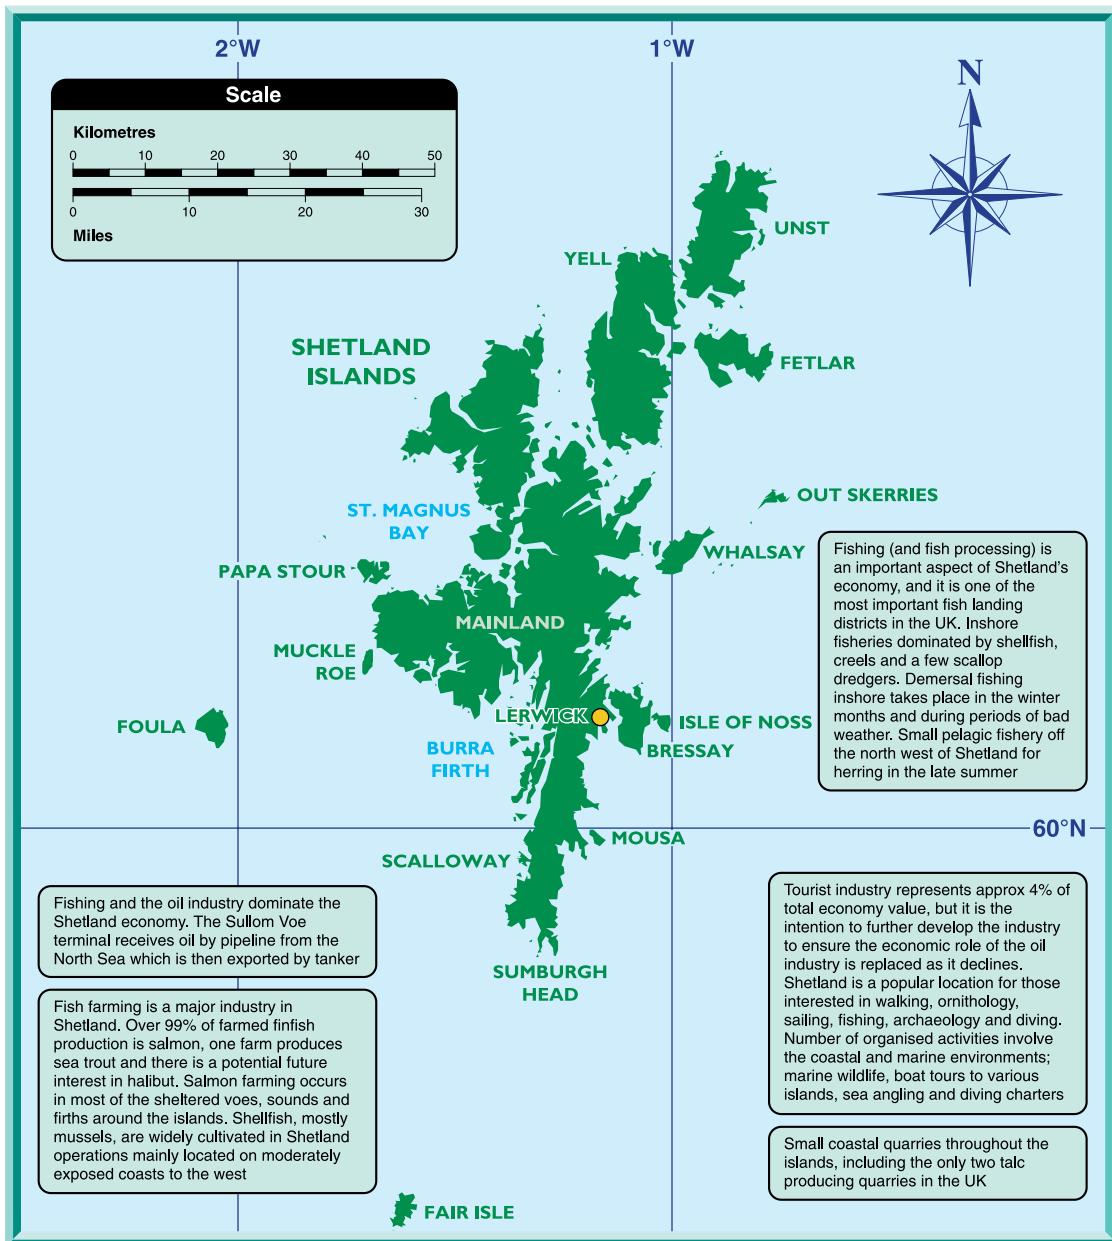 2°W
1°W
Scale
Kilometres
0 10 20 30 40 50
0 10 20 30
Miles
N
UNST
YELL
SHETLAND
ISLANDS
FETLAR
OUT SKERRIES
ST. MAGNUS
BAY
WHALSAY
PAPA STOUR
MAINLAND
MUCKLE
ROE
FOULA
LERWICK
ISLE OF NOSS
BRESSAY
BURRA
FIRTH
Fishing (and fish processing) is
an important aspect of Shetland's
economy, and it is one of the
most important fish landing
districts in the UK. Inshore
fisheries dominated by shellfish,
creels and a few scallop
dredgers. Demersal fishing
inshore takes place in the winter
months and during periods of bad
weather. Small pelagic fishery off
the north west of Shetland for
herring in the late summer
60°N
MOUSA
SCALLOWAY
SUMBURGH
HEAD
Fishing and the oil industry dominate the
Shetland economy. The Sullom Voe
terminal receives oil by pipeline from the
North Sea which is then exported by tanker
Fish farming is a major industry in
Shetland. Over 99% of farmed finfish
production is salmon, one farm produces
sea trout and there is a potential future
interest in halibut. Salmon farming occurs
in most of the sheltered voes, sounds and
firths around the islands. Shellfish, mostly
mussels, are widely cultivated in Shetland
operations mainly located on moderately
exposed coasts to the west
Tourist industry represents approx 4% of
total economy value, but it is the
intention to further develop the industry
to ensure the economic role of the oil
industry is replaced as it declines.
Shetland is a popular location for those
interested in walking, ornithology,
sailing, fishing, archaeology and diving.
Number of organised activities involve
the coastal and marine environments;
marine wildlife, boat tours to various
islands, sea angling and diving charters
Small coastal quarries throughout the
islands, including the only two talc
producing quarries in the UK
FAIR ISLE